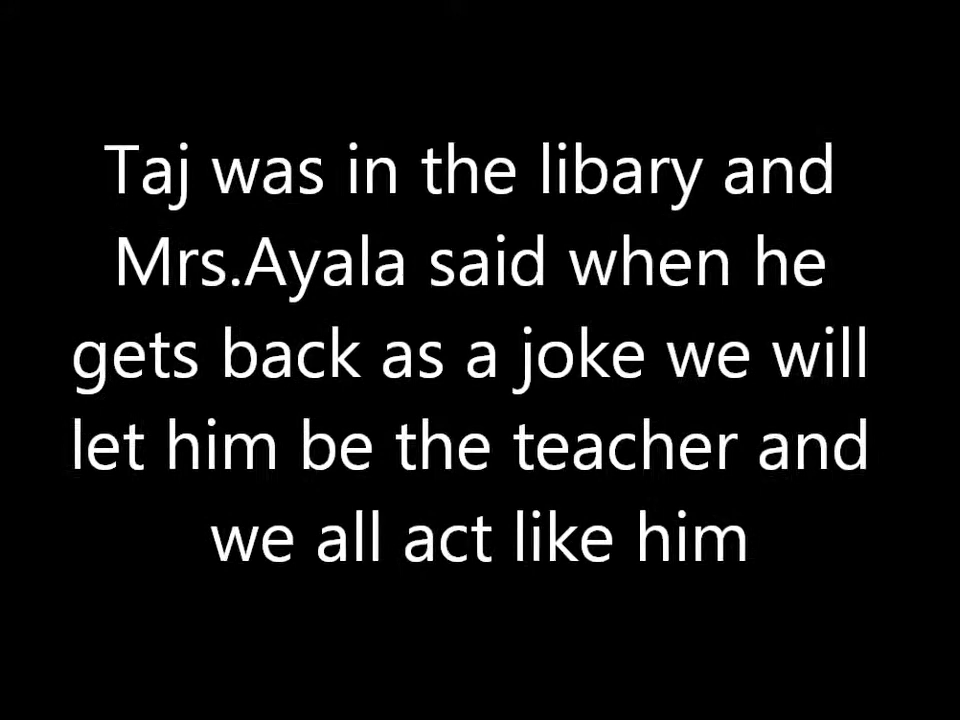 Taj was in the libary and
Mrs.Ayala said when he
gets back as a joke we will
let him be the teacher and
we all act like him